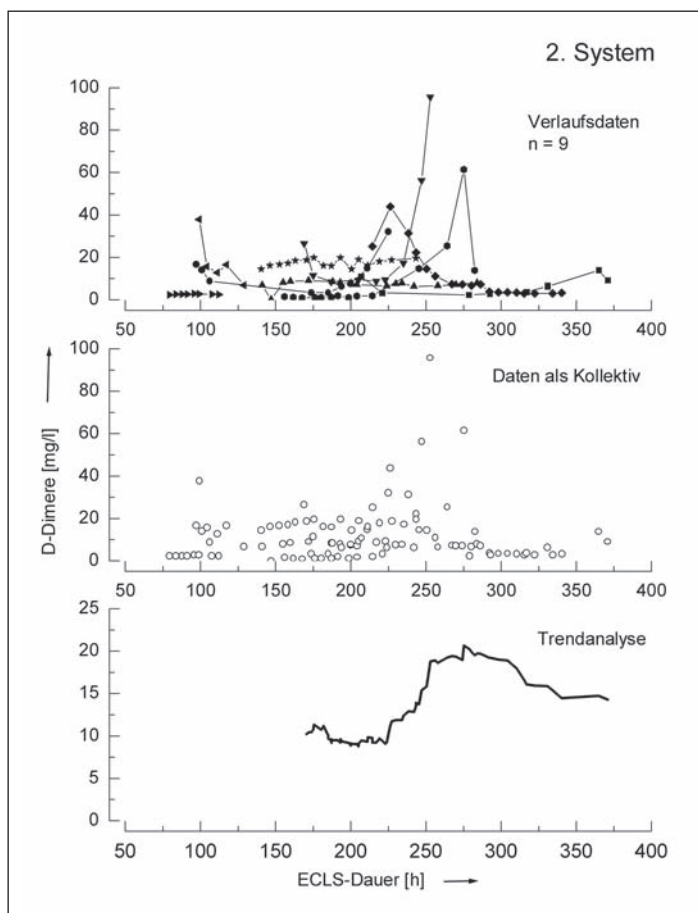 2. System
Verlaufsdaten
n = 9
100
80
60
40
20
0
50 100 150 200 250 300 350 400
Daten als Kollektiv
100
80
60
40
20
0
50 100 150 200 250 300 350 400
D-Dimere [mg/l]
Trendanalyse
25
20
15
10
5
0
50 100 150 200 250 300 350 400
ECLS-Dauer [h]